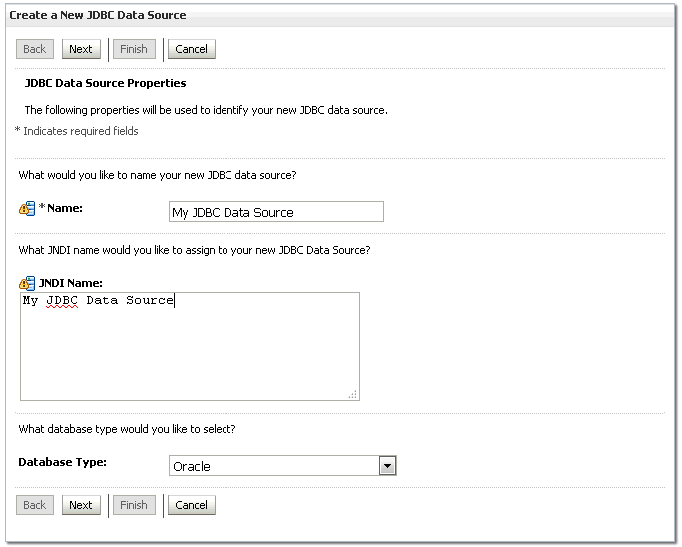 Create a New JDBC Data Source
Back Next Finish Cancel
JDBC Data Source Properties
The following properties will be used to identify your new JDBC data source.
* Indicates required fields
What would you like to name your new JDBC data source?
* Name: My JDBC Data Source
What JNDI name would you like to assign to your new JDBC Data Source?
JNDI Name:
My JDBC Data Source
What database type would you like to select?
Database Type: Oracle
Back Next Finish Cancel